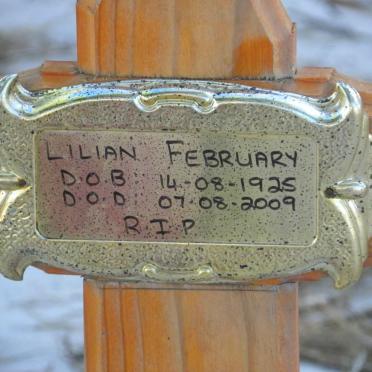 LILIAN FEBRUARY
D.O.B 14-08-1925
D.O.D 07-08-2009
R.I.P